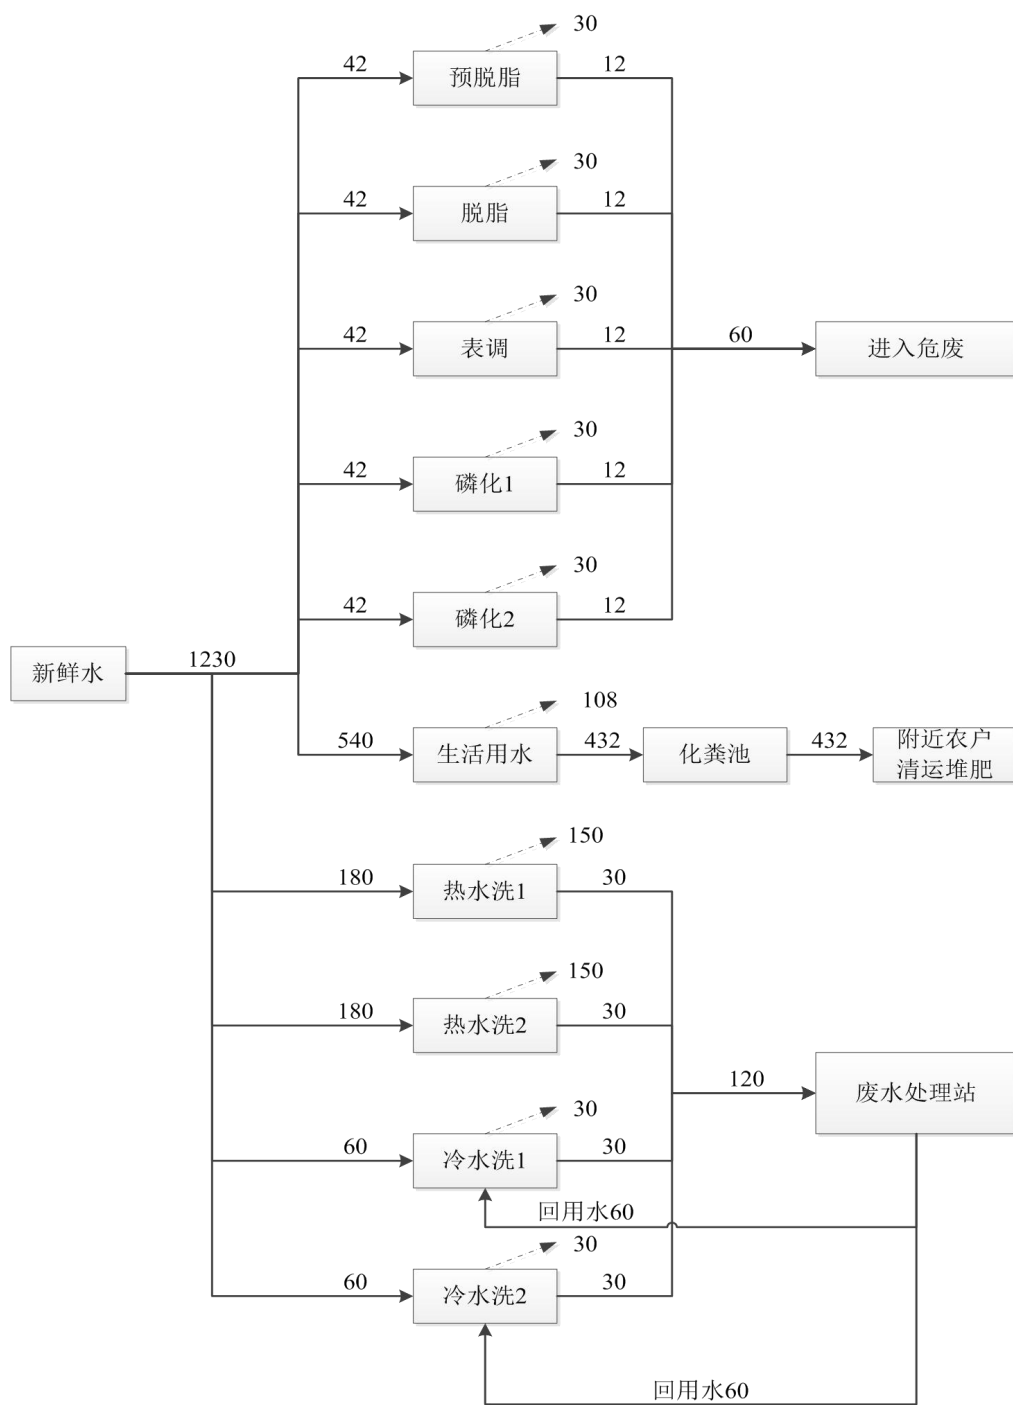 30
42
预脱脂
12
30
42
脱脂
12
30
42
表调
12
60
进入危废
30
42
磷化1
12
30
42
磷化2
12
新鲜水
1230
108
540
生活用水
432
化粪池
432
附近农户
清运堆肥
150
180
热水洗1
30
150
180
热水洗2
30
120
废水处理站
30
60
冷水洗1
30
回用水60
30
60
冷水洗2
30
回用水60